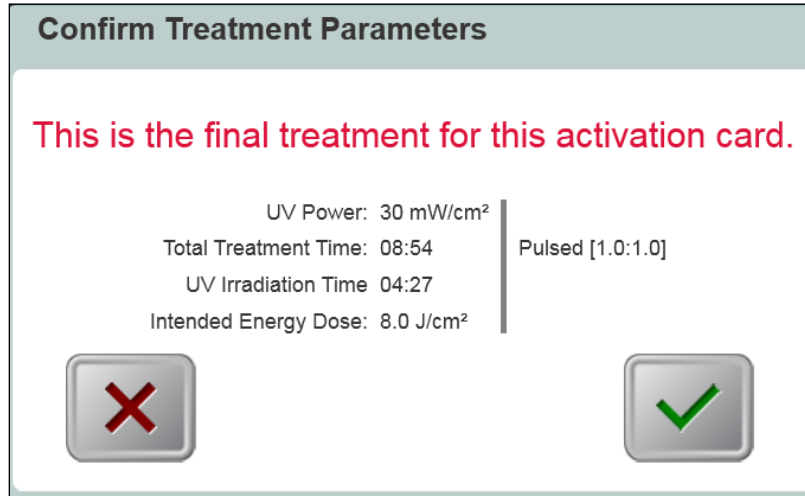 Confirm Treatment Parameters
This is the final treatment for this activation card.
UV Power: 30 mW/cm²
Total Treatment Time: 08:54 Pulsed [1.0:1.0]
UV Irradiation Time 04:27
Intended Energy Dose: 8.0 J/cm²